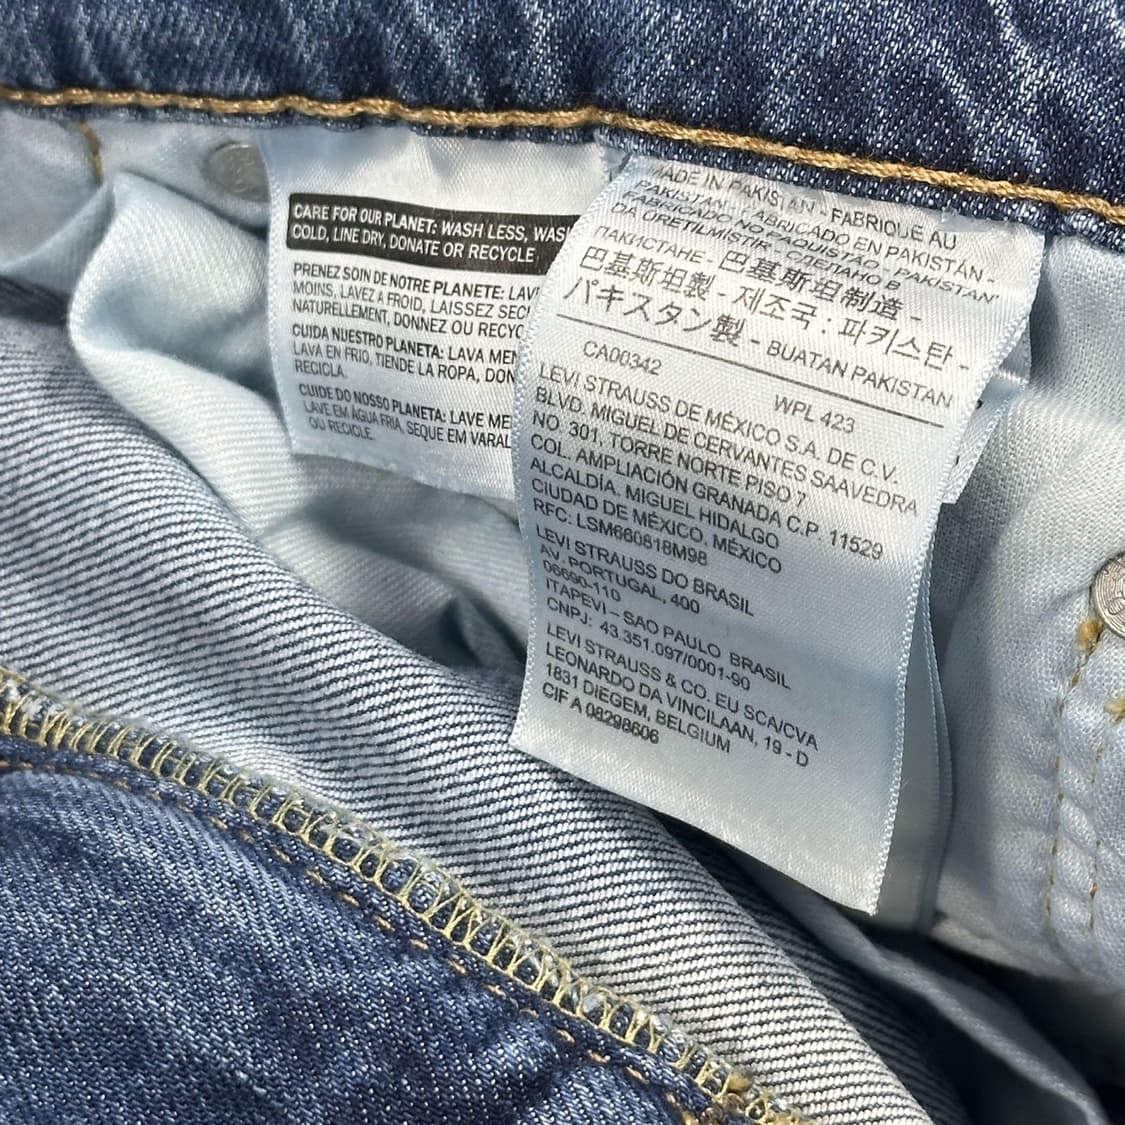 CARE FOR OUR PLANET: WASH LESS, WASH
COLD, LINE DRY, DONATE OR RECYCLE
PRENEZ SOIN DE NOTRE PLANETE: LAV
MOINS, LAVEZ A FROID, LAISSEZ SEC
NATURELLEMENT, DONNEZ OU RECYC
CUIDA NUESTRO PLANETA: LAVA MEN
LAVA EN FRIO, TIENDE LA ROPA, DON
RECICLA.
CUIDE DO NOSSO PLANETA: LAVE ME
LAVE EM ÁGUA FRIA, SEQUE EM VARAL
OU RECICLE.
MADE IN PAKISTAN - FABRIQUÉ AU
PAKISTAN - FABRICADO EN PAKISTÁN -
FABRICADO NO PAQUISTÃO - PAKISTAN'
DA ÜRETILMISTIR - СДЕЛАНО В
ПАКИСТАНЕ - 巴基斯坦制造 -
巴基斯坦製 - 제조국 : 파키스탄 -
パキスタン製 - BUATAN PAKISTAN
CA00342 WPL 423
LEVI STRAUSS DE MÉXICO S.A. DE C.V.
BLVD. MIGUEL DE CERVANTES SAAVEDRA
NO. 301, TORRE NORTE PISO 7
COL. AMPLIACIÓN GRANADA C.P. 11529
ALCALDÍA. MIGUEL HIDALGO
CIUDAD DE MÉXICO, MÉXICO
RFC: LSM660818M98
LEVI STRAUSS DO BRASIL
AV. PORTUGAL, 400
06690-110
ITAPEVI – SAO PAULO BRASIL
CNPJ: 43.351.097/0001-90
LEVI STRAUSS & CO. EU SCA/CVA
LEONARDO DA VINCILAAN, 19 - D
1831 DIEGEM, BELGIUM
CIF A 08298606